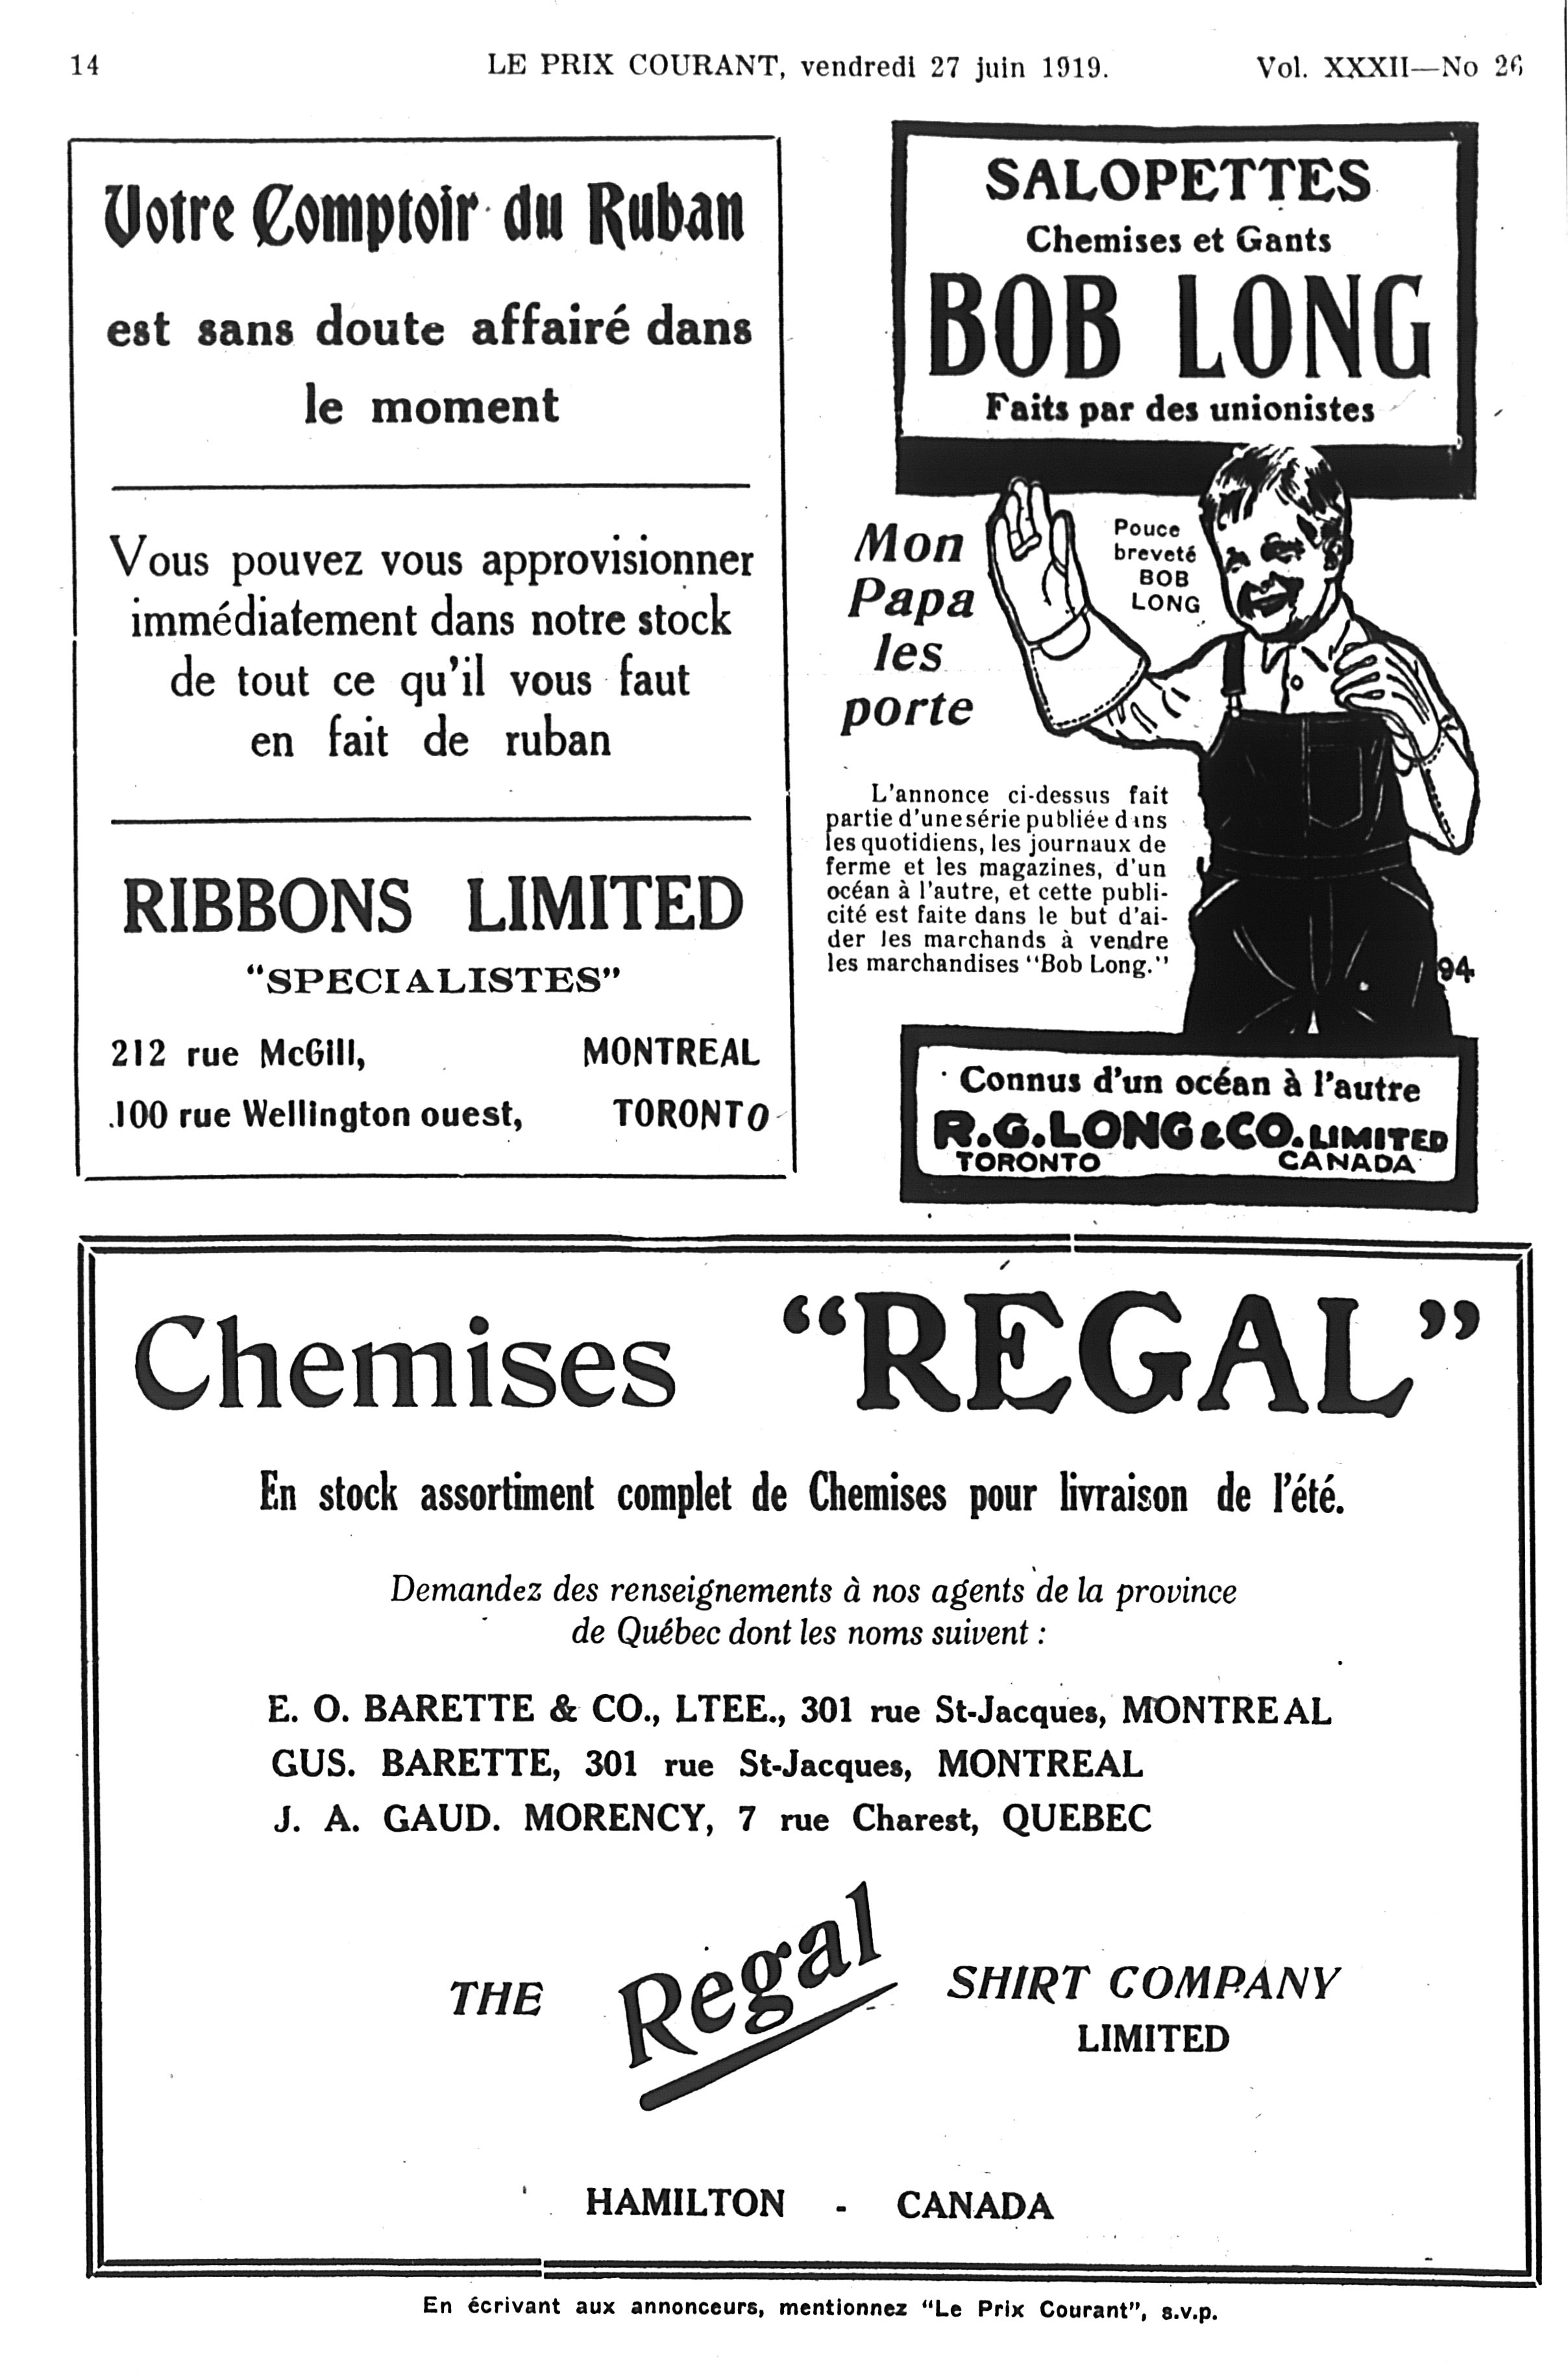 14
LE PRIX COURANT, vendredi 27 juin 1919.
Vol. XXXII—No 26
Votre Comptoir du Ruban
est sans doute affairé dans
le moment
Vous pouvez vous approvisionner
immédiatement dans notre stock
de tout ce qu'il vous faut
en fait de ruban
RIBBONS LIMITED
"SPECIALISTES"
212 rue McGill, MONTREAL
100 rue Wellington ouest, TORONTO
SALOPETTES
Chemises et Gants
BOB LONG
Faits par des unionistes
Mon
Papa
les
porte
Pouce
breveté
BOB
LONG
L'annonce ci-dessus fait
partie d'une série publiée dans
les quotidiens, les journaux de
ferme et les magazines, d'un
océan à l'autre, et cette publi-
cité est faite dans le but d'ai-
der les marchands à vendre
les marchandises "Bob Long."
94
Connus d'un océan à l'autre
R.G. LONG & CO. LIMITED
TORONTO CANADA
Chemises "REGAL"
En stock assortiment complet de Chemises pour livraison de l'été.
Demandez des renseignements à nos agents de la province
de Québec dont les noms suivent :
E. O. BARETTE & CO., LTEE., 301 rue St-Jacques, MONTREAL
GUS. BARETTE, 301 rue St-Jacques, MONTREAL
J. A. GAUD. MORENCY, 7 rue Charest, QUEBEC
THE Regal SHIRT COMPANY
LIMITED
HAMILTON - CANADA
En écrivant aux annonceurs, mentionnez "Le Prix Courant", s.v.p.